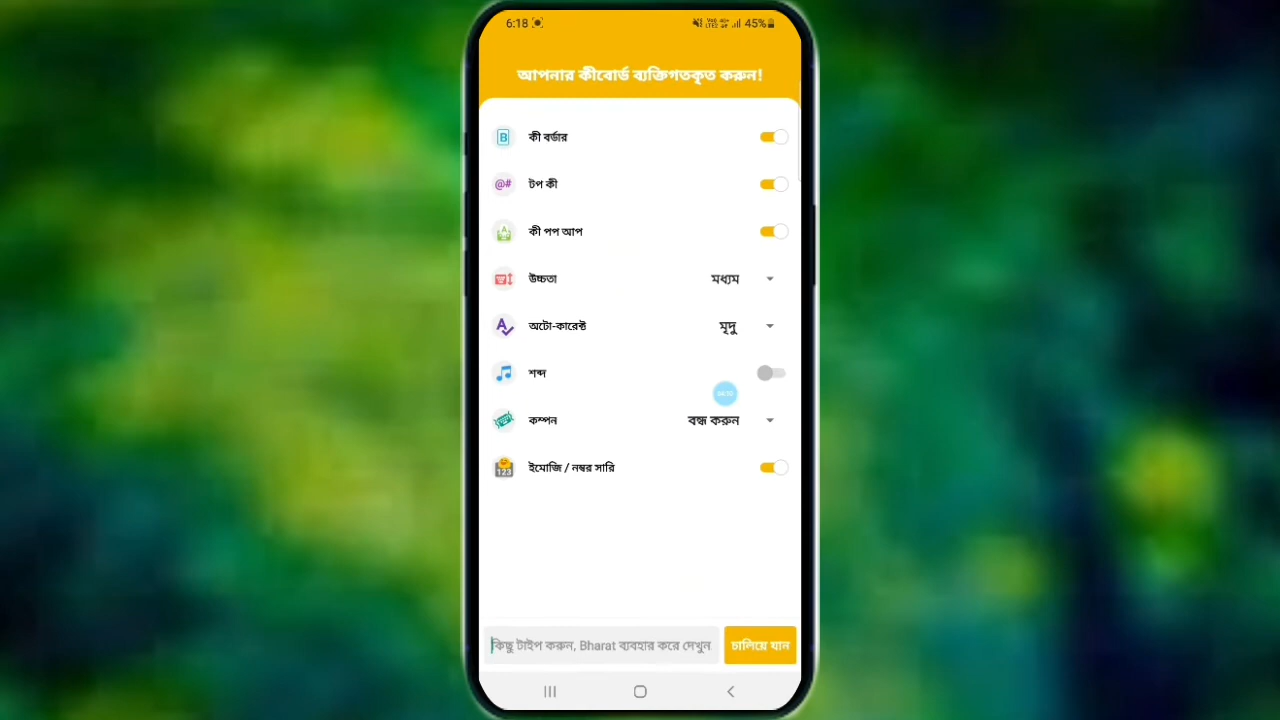 6:18 45%
আপনার কীবোর্ড ব্যক্তিগতকৃত করুন!
B কী বর্ডার
@# টপ কী
কী পপ আপ
উচ্চতা মধ্যম
অটো-কারেক্ট মৃদু
শব্দ
কম্পন বন্ধ করুন
123 ইমোজি / নম্বর সারি
কিছু টাইপ করুন, Bharat ব্যবহার করে দেখুন চালিয়ে যান